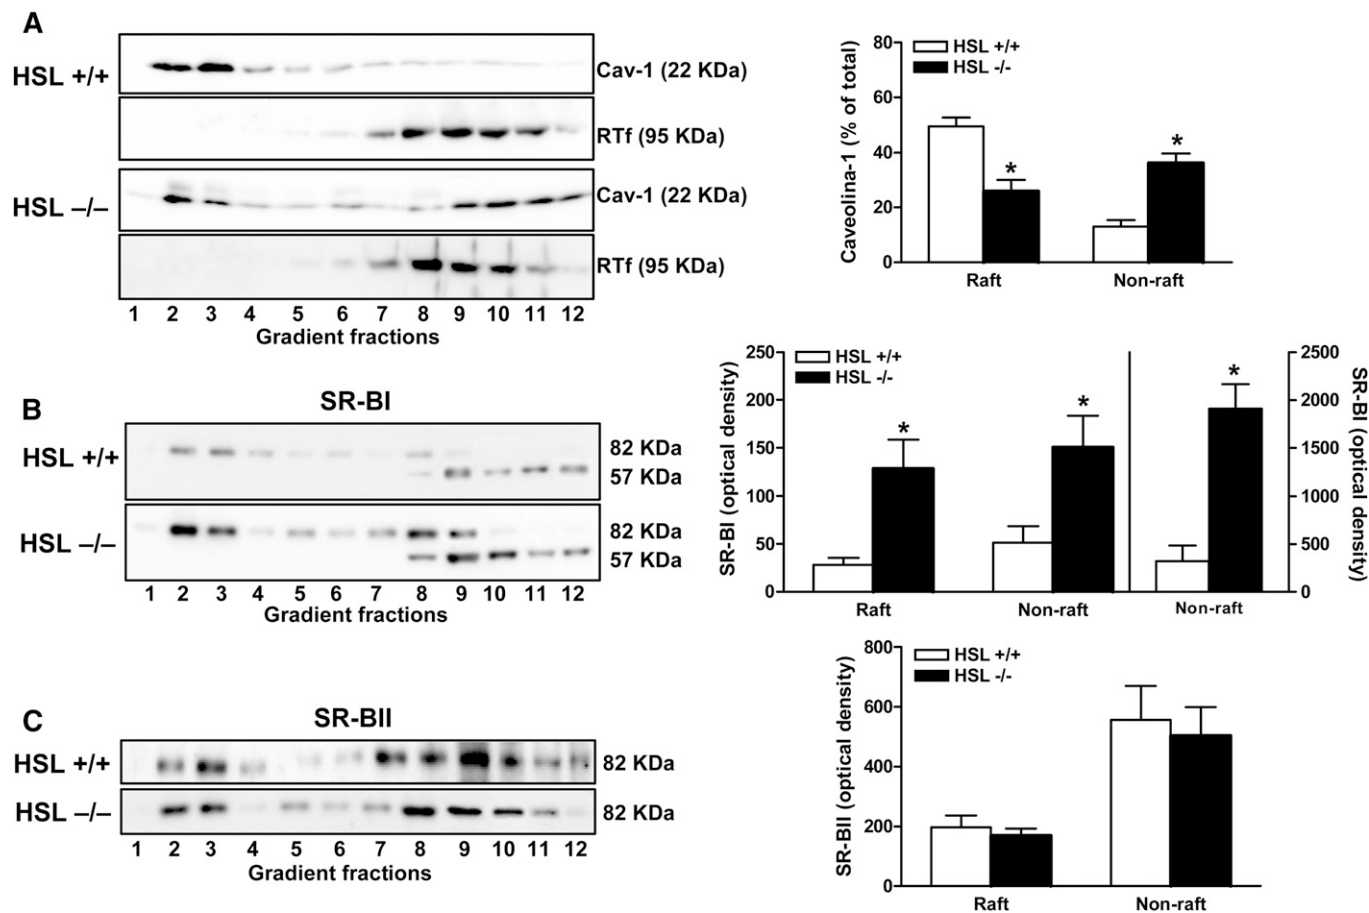 A
HSL +/+
Cav-1 (22 KDa)
RTf (95 KDa)
HSL –/–
Cav-1 (22 KDa)
RTf (95 KDa)
1 2 3 4 5 6 7 8 9 10 11 12
Gradient fractions
Caveolina-1 (% of total)
80
60
40
20
0
HSL +/+
HSL -/-
*
*
Raft
Non-raft
B
SR-BI
HSL +/+
82 KDa
57 KDa
HSL –/–
82 KDa
57 KDa
1 2 3 4 5 6 7 8 9 10 11 12
Gradient fractions
SR-BI (optical density)
250
200
150
100
50
0
HSL +/+
HSL -/-
*
*
*
Raft
Non-raft
Non-raft
2500
2000
1500
1000
500
0
SR-BI (optical density)
C
SR-BII
HSL +/+
82 KDa
HSL –/–
82 KDa
1 2 3 4 5 6 7 8 9 10 11 12
Gradient fractions
SR-BII (optical density)
800
600
400
200
0
HSL +/+
HSL -/-
Raft
Non-raft